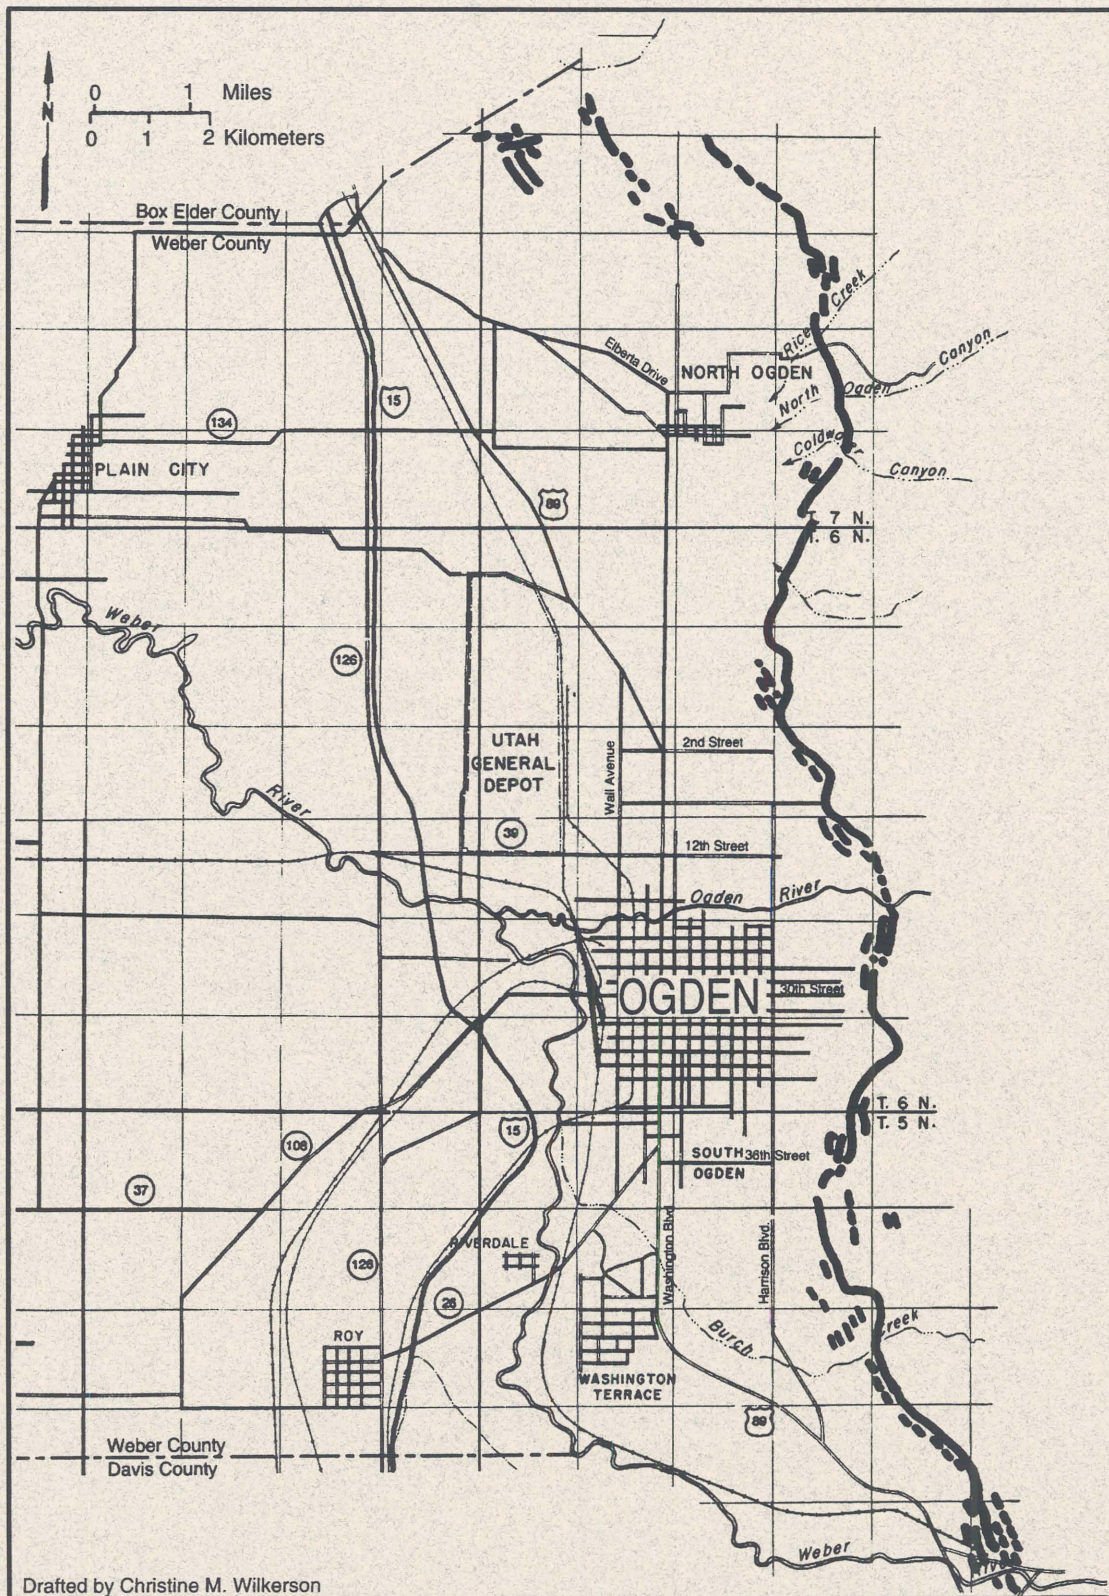 N
0 1 Miles
0 1 2 Kilometers
Box Elder County
Weber County
Rice Creek
Elberta Drive
NORTH OGDEN
North Ogden Canyon
15
134
Coldwater Canyon
PLAIN CITY
89
T. 7 N.
T. 6 N.
Weber
126
UTAH
GENERAL
DEPOT
Wall Avenue
2nd Street
River
39
12th Street
Ogden River
OGDEN
30th Street
T. 6 N.
T. 5 N.
15
108
SOUTH
OGDEN
36th Street
37
RIVERDALE
Washington Blvd.
Harrison Blvd.
126
26
ROY
Burch Creek
WASHINGTON
TERRACE
89
Weber County
Davis County
Weber River
Drafted by Christine M. Wilkerson